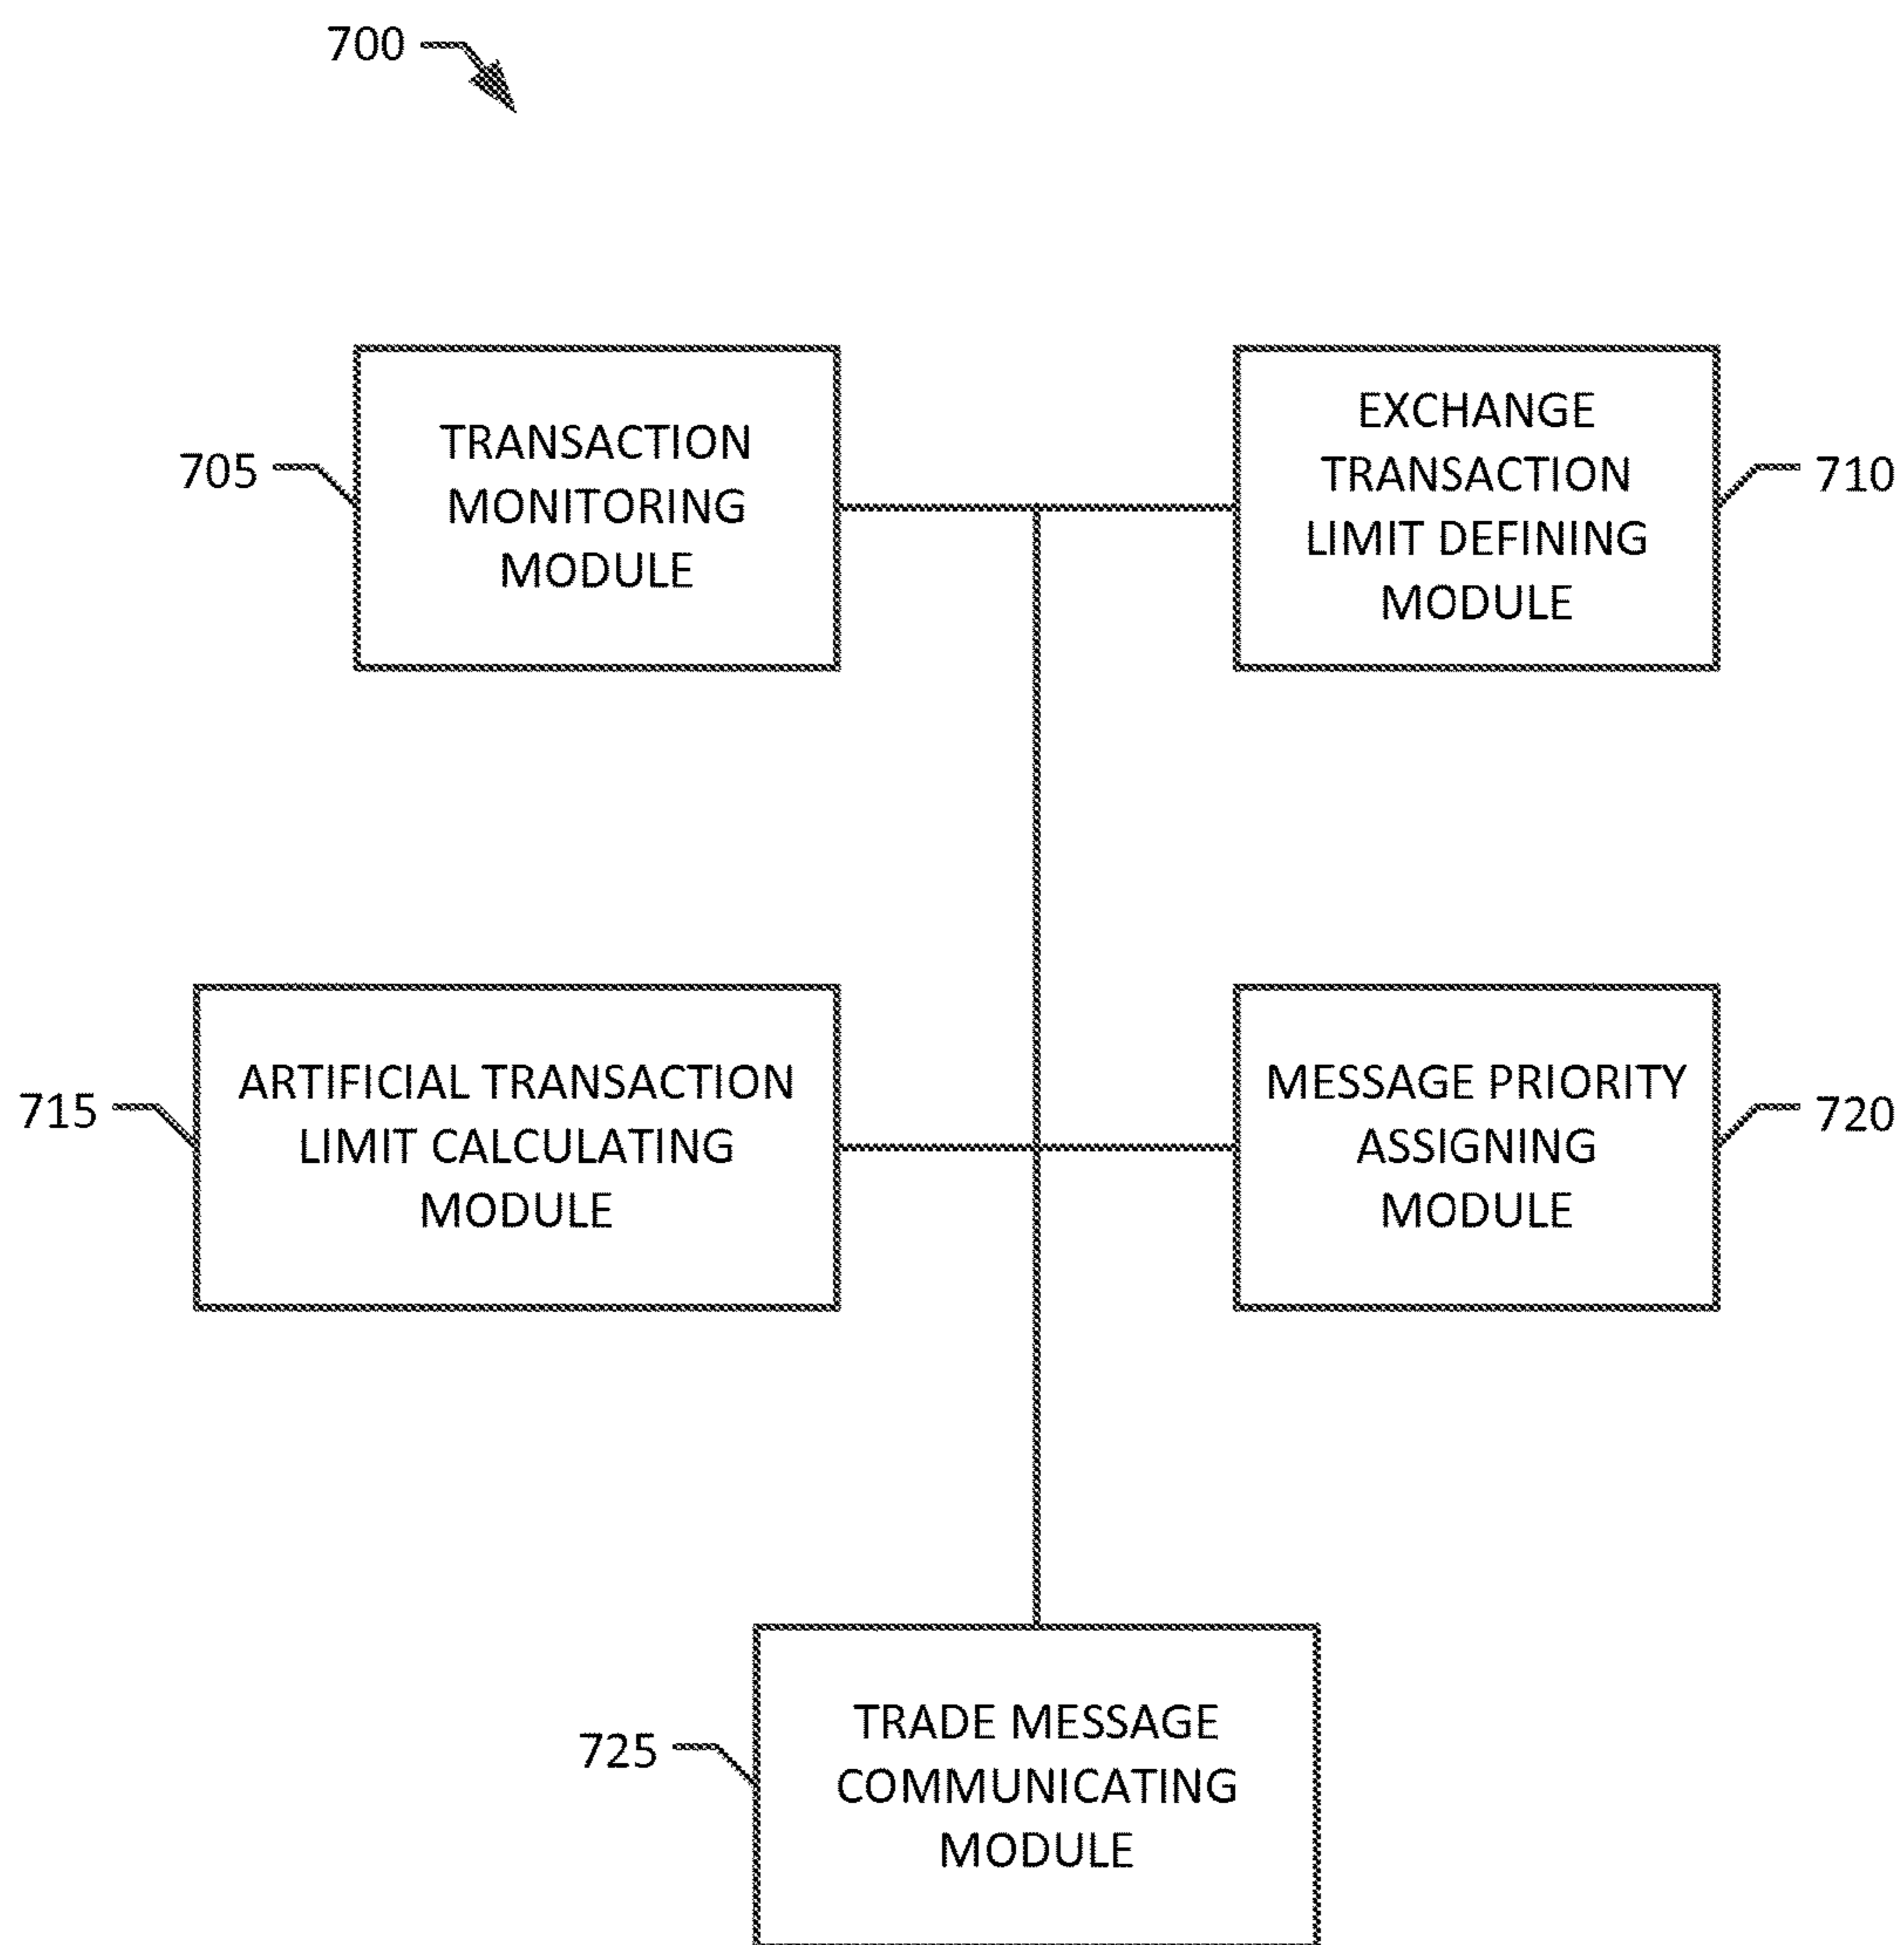 700
TRANSACTION
MONITORING
MODULE
705
EXCHANGE
TRANSACTION
LIMIT DEFINING
MODULE
710
ARTIFICIAL TRANSACTION
LIMIT CALCULATING
MODULE
715
MESSAGE PRIORITY
ASSIGNING
MODULE
720
TRADE MESSAGE
COMMUNICATING
MODULE
725